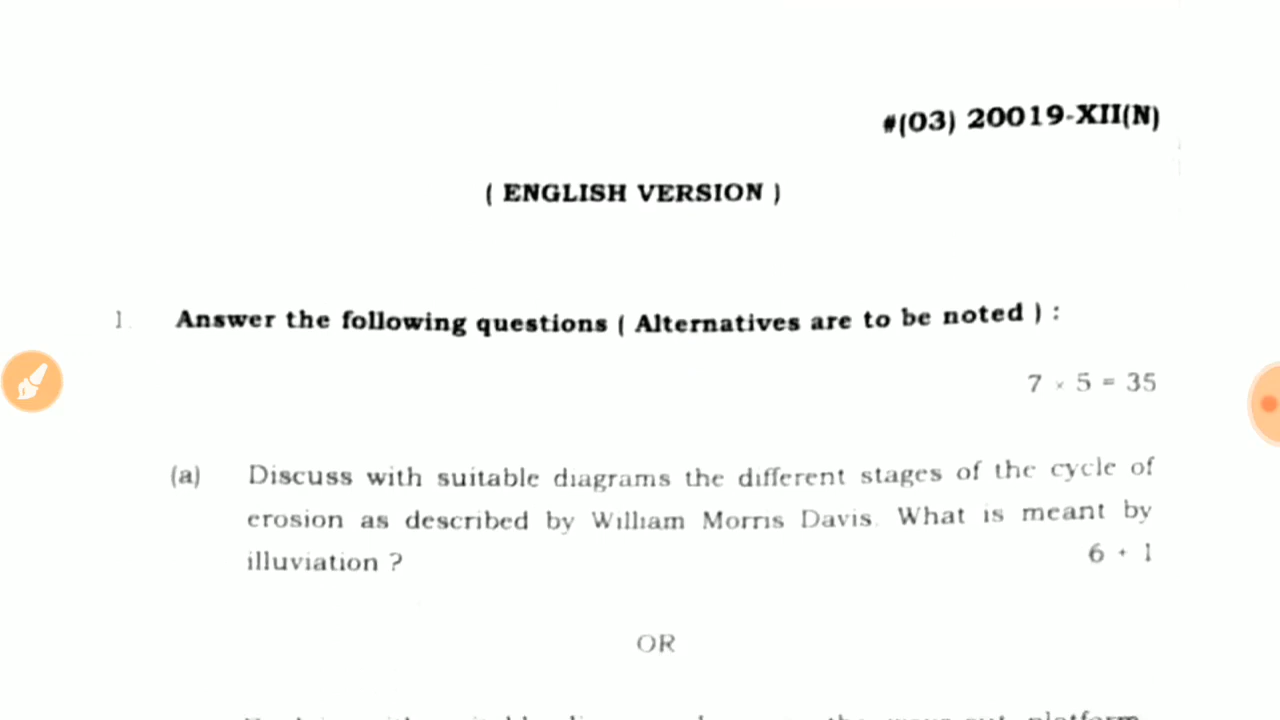 #(03) 20019-XII(N)
( ENGLISH VERSION )
1. Answer the following questions ( Alternatives are to be noted ) :
7 × 5 = 35
(a) Discuss with suitable diagrams the different stages of the cycle of
erosion as described by William Morris Davis. What is meant by
illuviation ?
6 + 1
OR